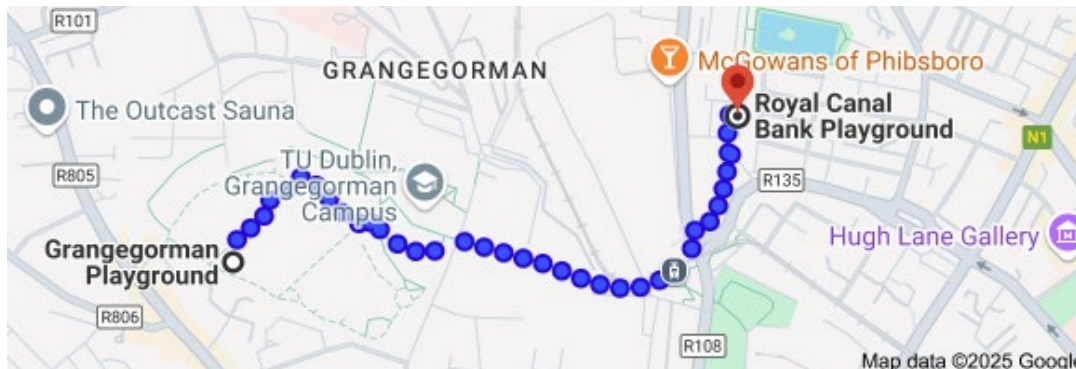 R101
McGowans of Phibsboro
GRANGEGORMAN
Royal Canal
Bank Playground
The Outcast Sauna
N1
TU Dublin,
Grangegorman
Campus
R805
R135
Grangegorman
Playground
Hugh Lane Gallery
R806
R108
Map data ©2025 Google